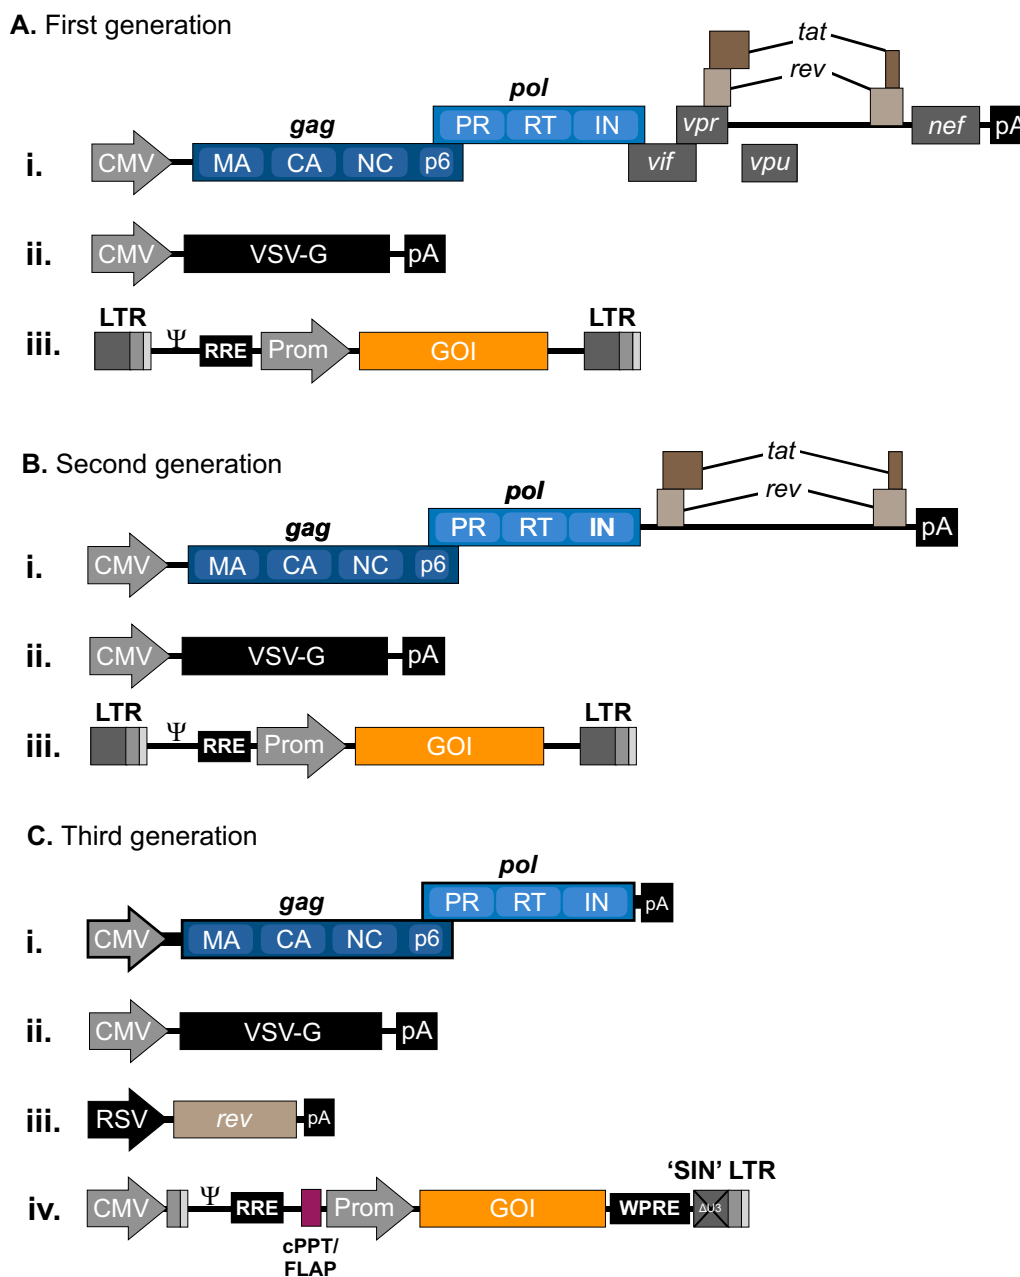 A. First generation
tat
rev
pol
gag
PR RT IN
vpr
nef
pA
i.
CMV
MA CA NC p6
vif
vpu
ii.
CMV
VSV-G
pA
LTR
Ψ
LTR
iii.
RRE
Prom
GOI
B. Second generation
tat
rev
pol
gag
PR RT IN
pA
i.
CMV
MA CA NC p6
ii.
CMV
VSV-G
pA
LTR
Ψ
LTR
iii.
RRE
Prom
GOI
C. Third generation
pol
gag
PR RT IN
pA
i.
CMV
MA CA NC p6
ii.
CMV
VSV-G
pA
iii.
RSV
rev
pA
'SIN' LTR
iv.
CMV
Ψ
RRE
Prom
GOI
WPRE
ΔU3
cPPT/
FLAP